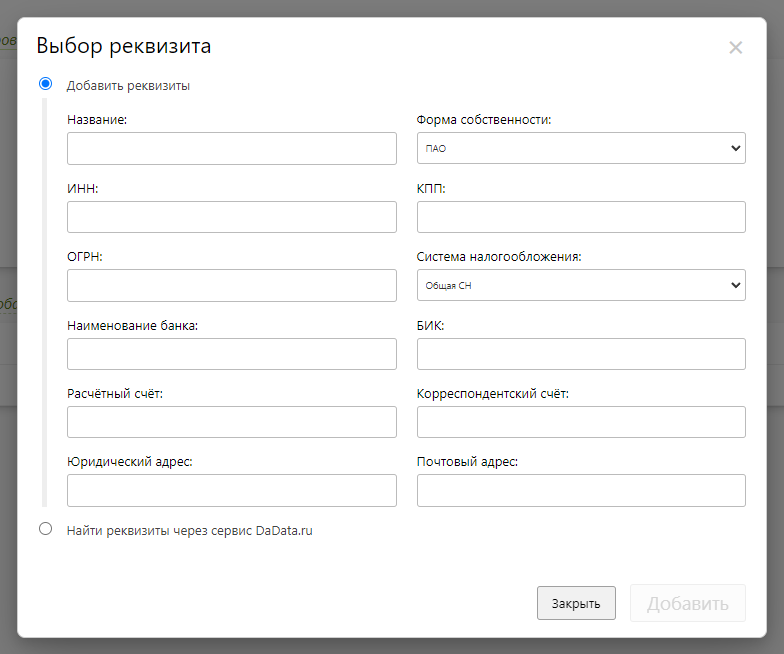 Выбор реквизита
Добавить реквизиты
Название:
Форма собственности:
ПАО
ИНН:
КПП:
ОГРН:
Система налогообложения:
Общая СН
Наименование банка:
БИК:
Расчётный счёт:
Корреспондентский счёт:
Юридический адрес:
Почтовый адрес:
Найти реквизиты через сервис DaData.ru
Закрыть
Добавить